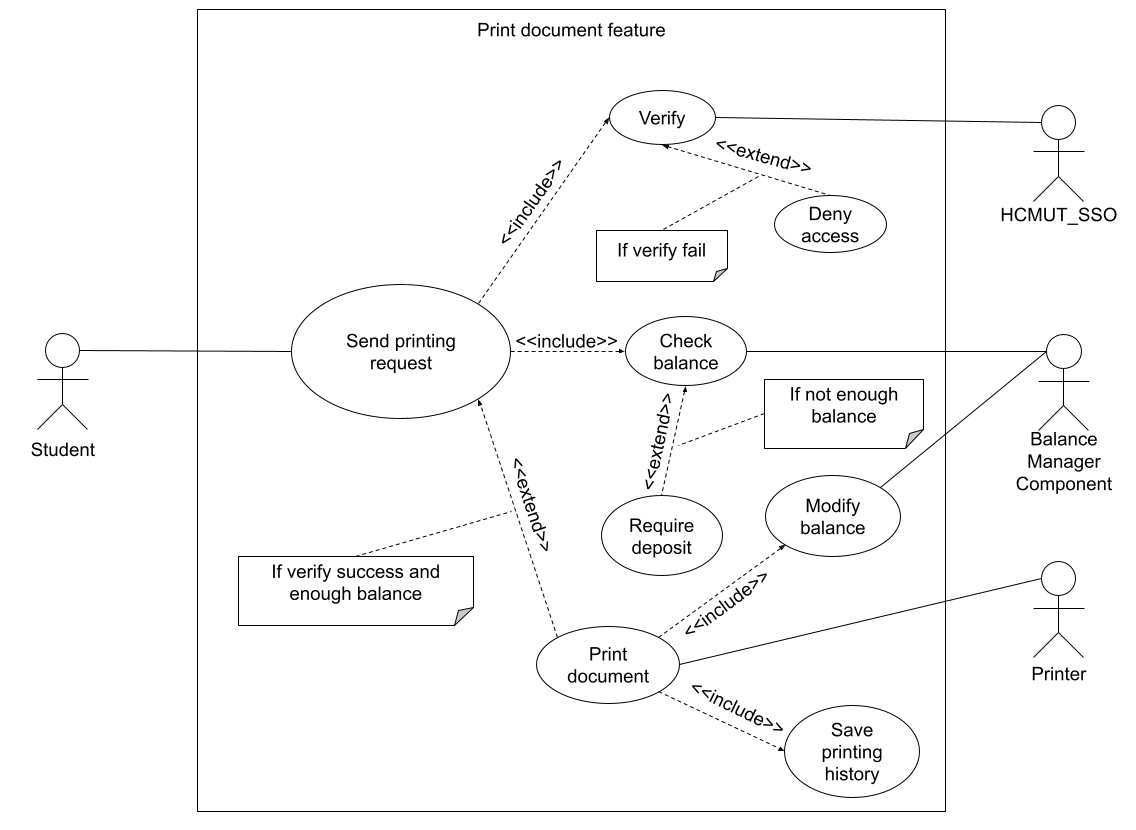 Print document feature
Verify
<<extend>>
<<include>>
Deny
access
HCMUT_SSO
If verify fail
Send printing
request
<<include>>
Check
balance
Student
If not enough
balance
<<extend>>
Balance
Manager
Component
<<extend>>
Require
deposit
Modify
balance
If verify success and
enough balance
<<include>>
Print
document
Printer
<<include>>
Save
printing
history